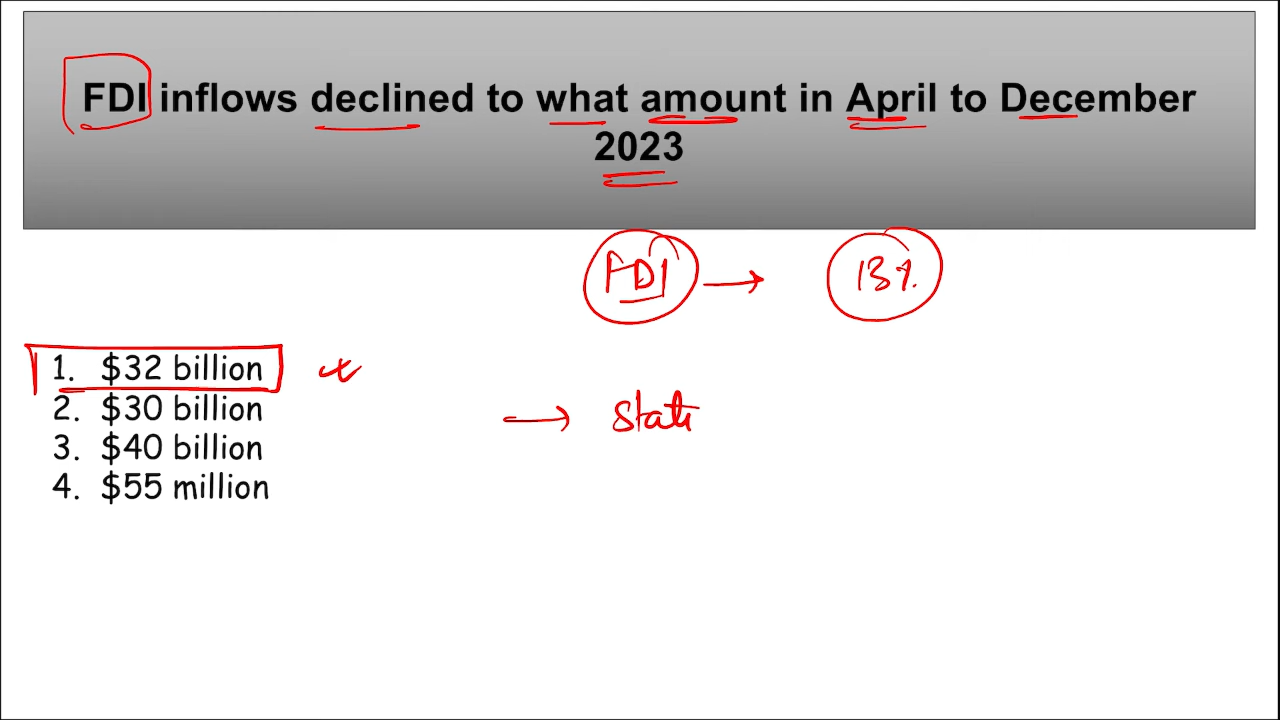 FDI inflows declined to what amount in April to December
2023
FDI → 13%
1. $32 billion
2. $30 billion
→ State
3. $40 billion
4. $55 million